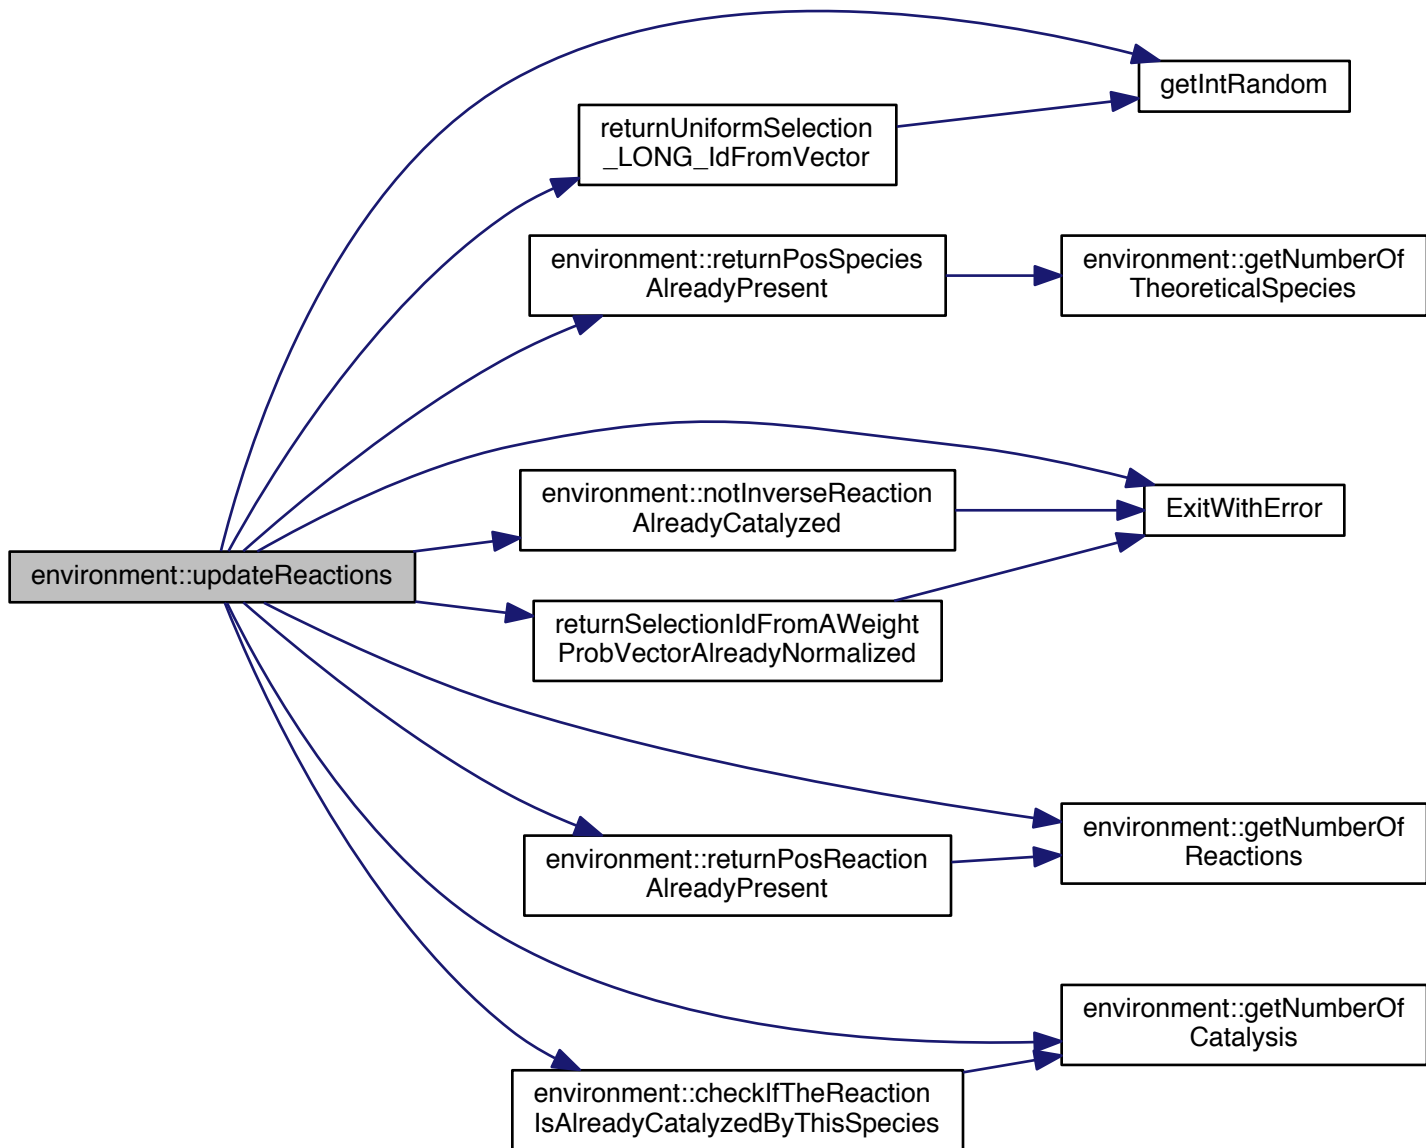 getIntRandom
returnUniformSelection
_LONG_IdFromVector
environment::returnPosSpecies
AlreadyPresent
environment::getNumberOf
TheoreticalSpecies
environment::notInverseReaction
AlreadyCatalyzed
ExitWithError
environment::updateReactions
returnSelectionIdFromAWeight
ProbVectorAlreadyNormalized
environment::getNumberOf
Reactions
environment::returnPosReaction
AlreadyPresent
environment::getNumberOf
Catalysis
environment::checkIfTheReaction
IsAlreadyCatalyzedByThisSpecies